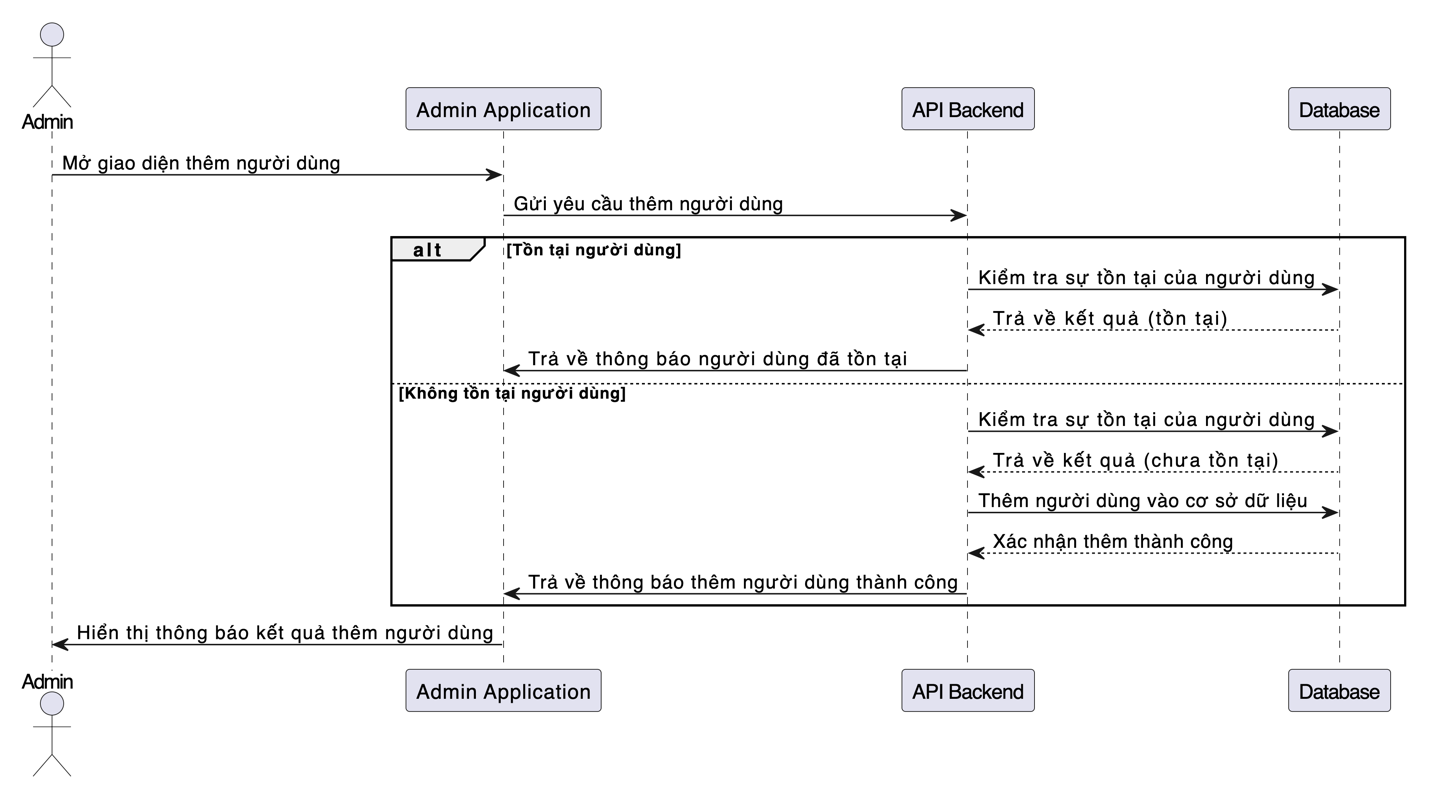 Admin
Admin Application
API Backend
Database
Mở giao diện thêm người dùng
Gửi yêu cầu thêm người dùng
alt
[Tồn tại người dùng]
Kiểm tra sự tồn tại của người dùng
Trả về kết quả (tồn tại)
Trả về thông báo người dùng đã tồn tại
[Không tồn tại người dùng]
Kiểm tra sự tồn tại của người dùng
Trả về kết quả (chưa tồn tại)
Thêm người dùng vào cơ sở dữ liệu
Xác nhận thêm thành công
Trả về thông báo thêm người dùng thành công
Hiển thị thông báo kết quả thêm người dùng
Admin
Admin Application
API Backend
Database